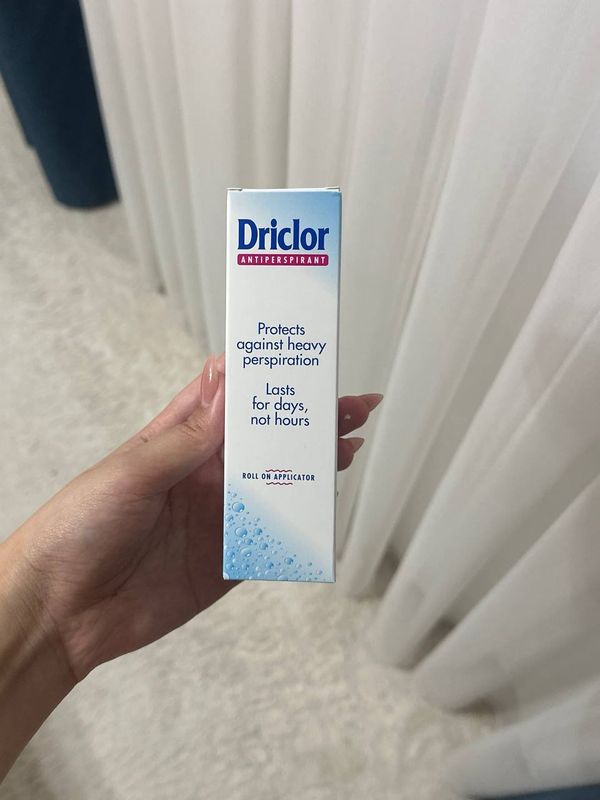 Driclor
ANTIPERSPIRANT
Protects
against heavy
perspiration
Lasts
for days,
not hours
ROLL ON APPLICATOR